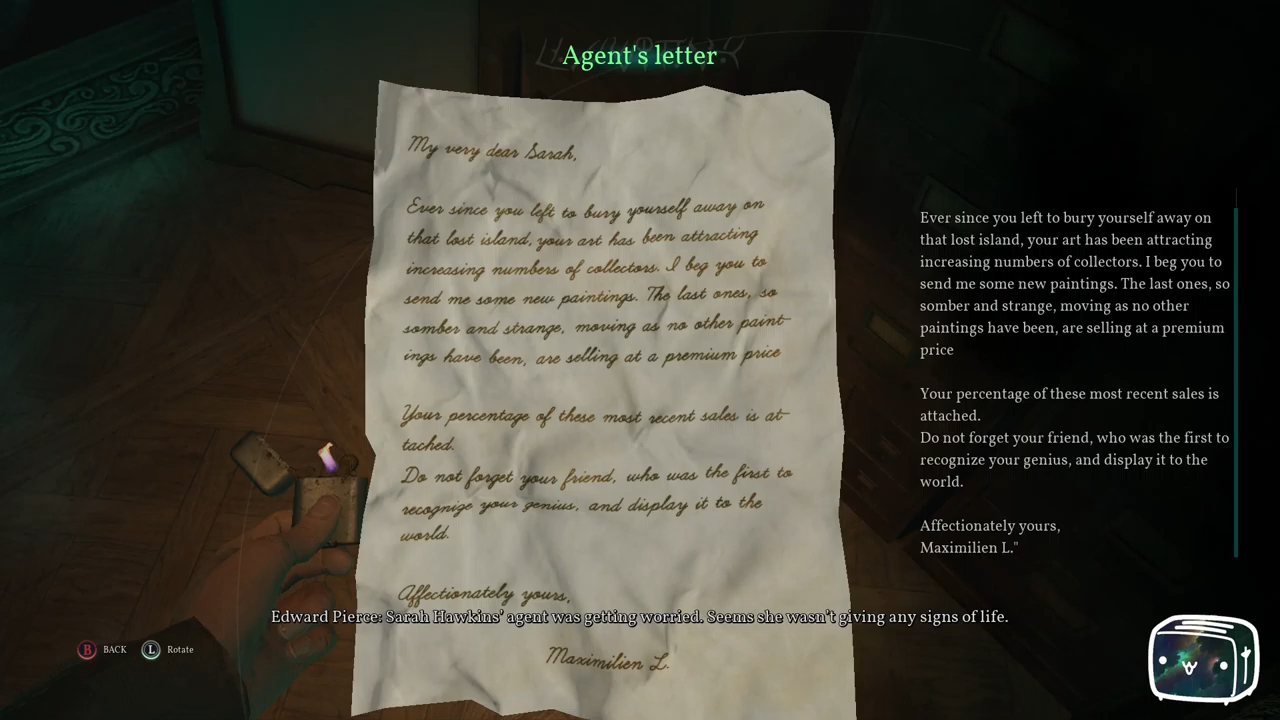 Agent's letter
My very dear Sarah,
Ever since you left to bury yourself away on
that lost island, your art has been attracting
increasing numbers of collectors. I beg you to
send me some new paintings. The last ones, so
somber and strange, moving as no other paint-
ings have been, are selling at a premium price
Your percentage of these most recent sales is at-
tached.
Do not forget your friend, who was the first to
recognize your genius, and display it to the
world.
Affectionately yours,
Maximilien L.
Ever since you left to bury yourself away on
that lost island, your art has been attracting
increasing numbers of collectors. I beg you to
send me some new paintings. The last ones, so
somber and strange, moving as no other
paintings have been, are selling at a premium
price
Your percentage of these most recent sales is
attached.
Do not forget your friend, who was the first to
recognize your genius, and display it to the
world.
Affectionately yours,
Maximilien L."
Edward Pierce: Sarah Hawkins' agent was getting worried. Seems she wasn't giving any signs of life.
B BACK L Rotate